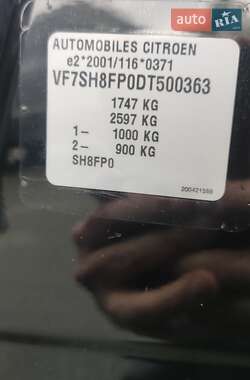 AUTO RIA .com
AUTOMOBILES CITROEN
e2*2001/116*0371
VF7SH8FP0DT500363
1747 KG
2597 KG
1- 1000 KG
2- 900 KG
SH8FP0